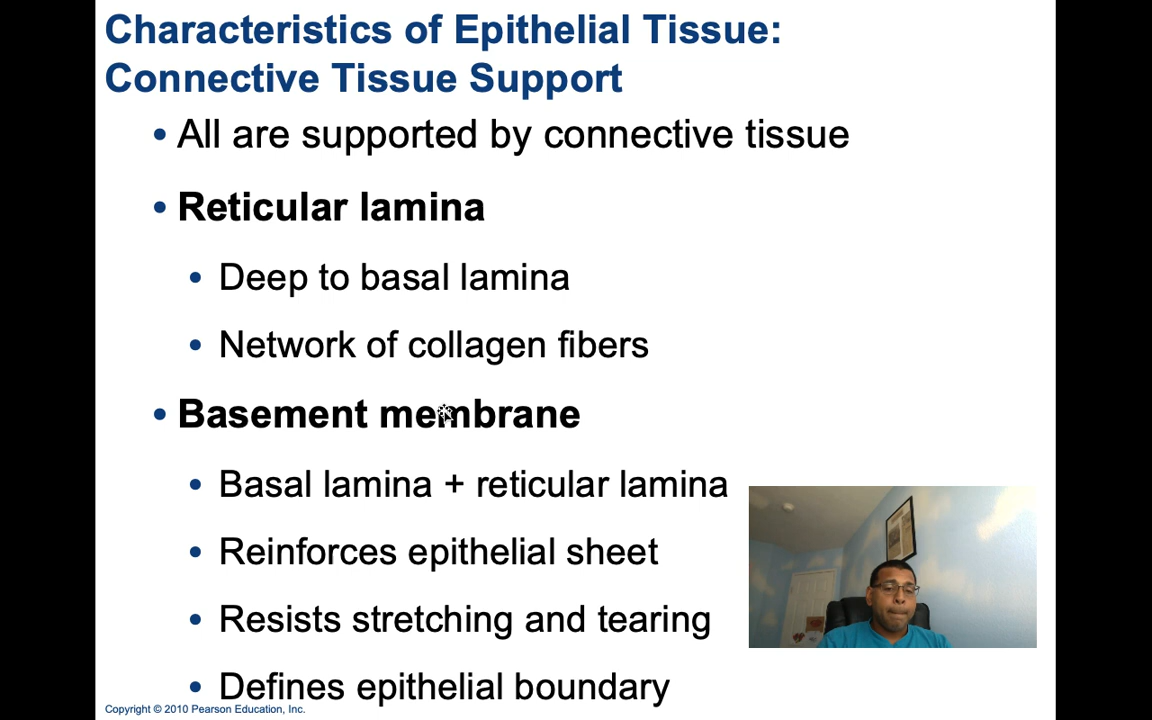 Characteristics of Epithelial Tissue:
Connective Tissue Support
• All are supported by connective tissue
• Reticular lamina
• Deep to basal lamina
• Network of collagen fibers
• Basement membrane
• Basal lamina + reticular lamina
• Reinforces epithelial sheet
• Resists stretching and tearing
• Defines epithelial boundary
Copyright © 2010 Pearson Education, Inc.